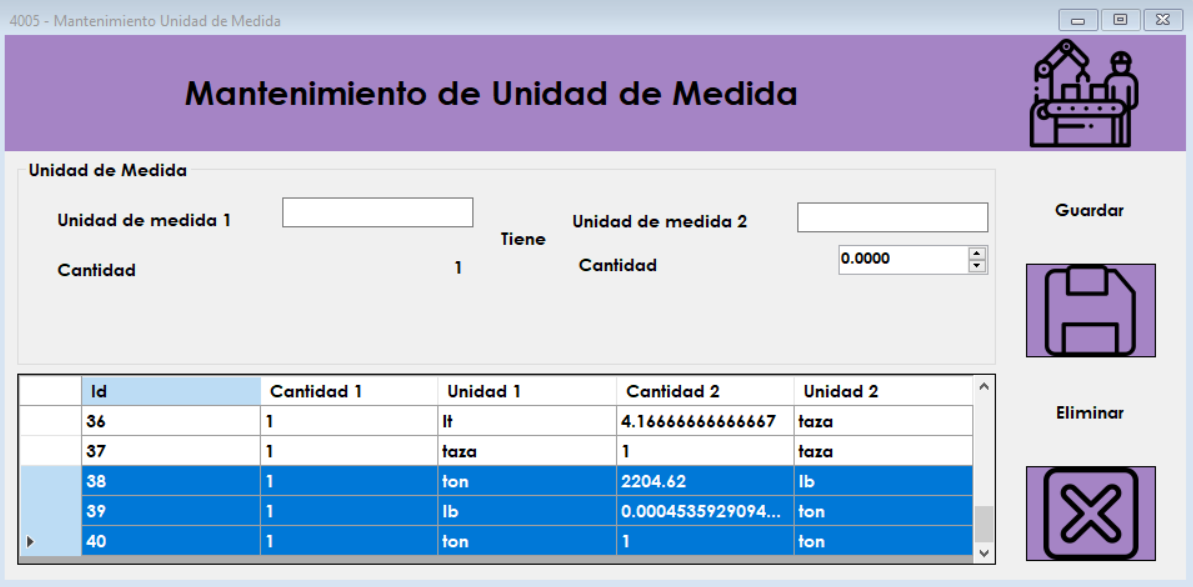 4005 - Mantenimiento Unidad de Medida
Mantenimiento de Unidad de Medida
Unidad de Medida
Unidad de medida 1
Tiene
Unidad de medida 2
Cantidad 1
Cantidad 0.0000
Guardar
Eliminar
Id Cantidad 1 Unidad 1 Cantidad 2 Unidad 2
36 1 lt 4.16666666666667 taza
37 1 taza 1 taza
38 1 ton 2204.62 lb
39 1 lb 0.0004535929094... ton
40 1 ton 1 ton